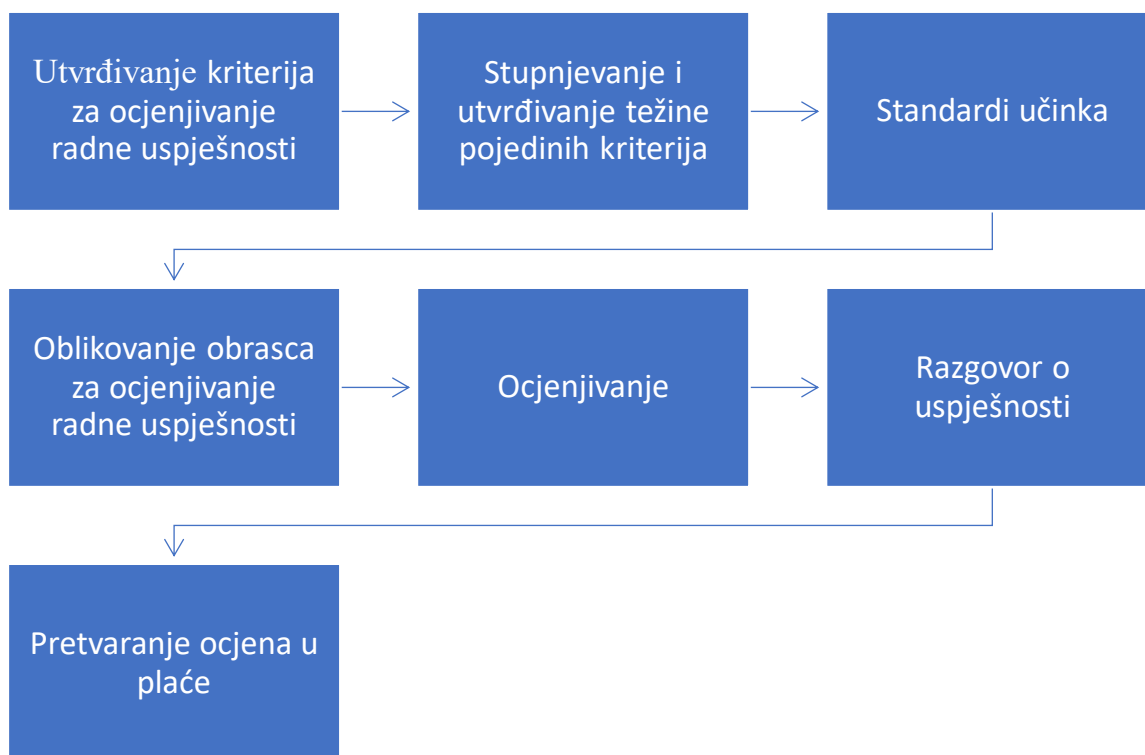 Utvrđivanje kriterija
za ocjenjivanje
radne uspješnosti
Stupnjevanje i
utvrđivanje težine
pojedinih kriterija
Standardi učinka
Oblikovanje obrasca
za ocjenjivanje
radne uspješnosti
Ocjenjivanje
Razgovor o
uspješnosti
Pretvaranje ocjena u
plaće